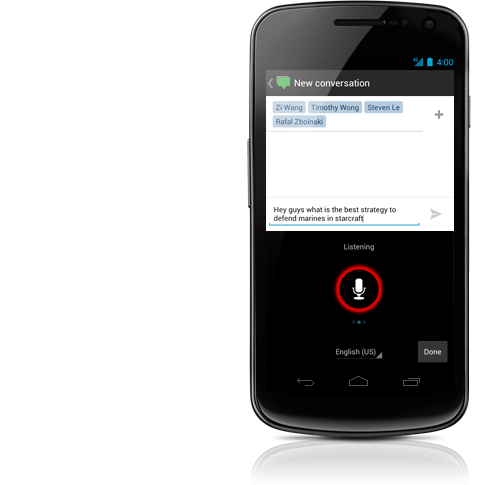 4G 4:00
New conversation
Zi Wang Timothy Wong Steven Le
Rafal Zboinski
+
Hey guys what is the best strategy to
defend marines in starcraft
Listening
English (US)
Done